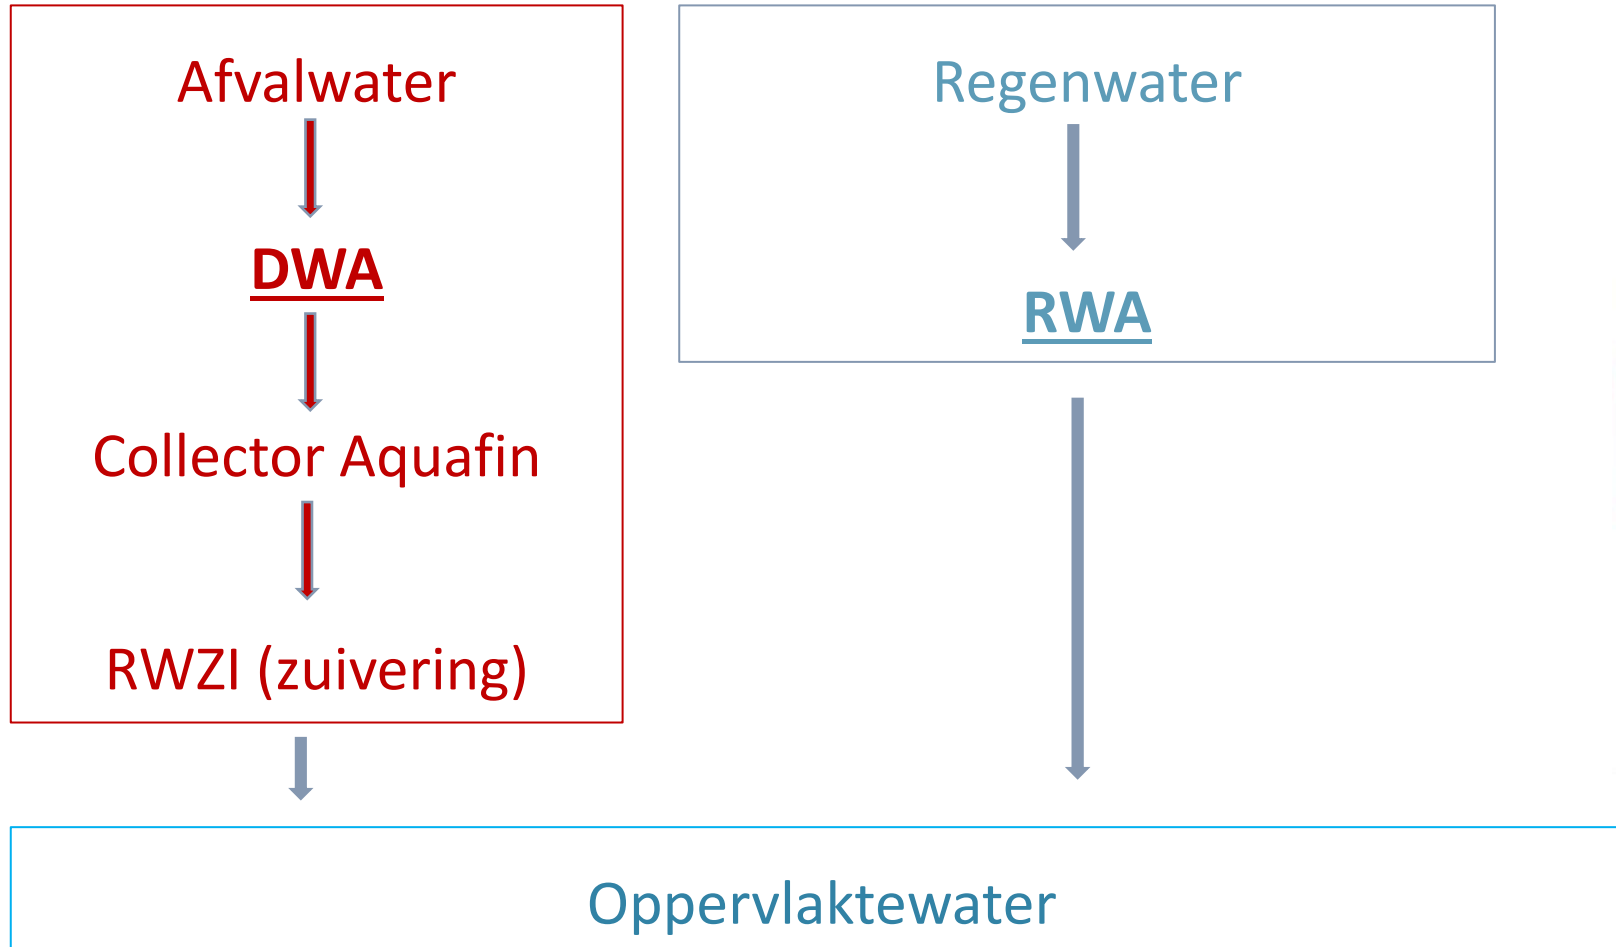 Afvalwater
DWA
Collector Aquafin
RWZI (zuivering)
Regenwater
RWA
Oppervlaktewater